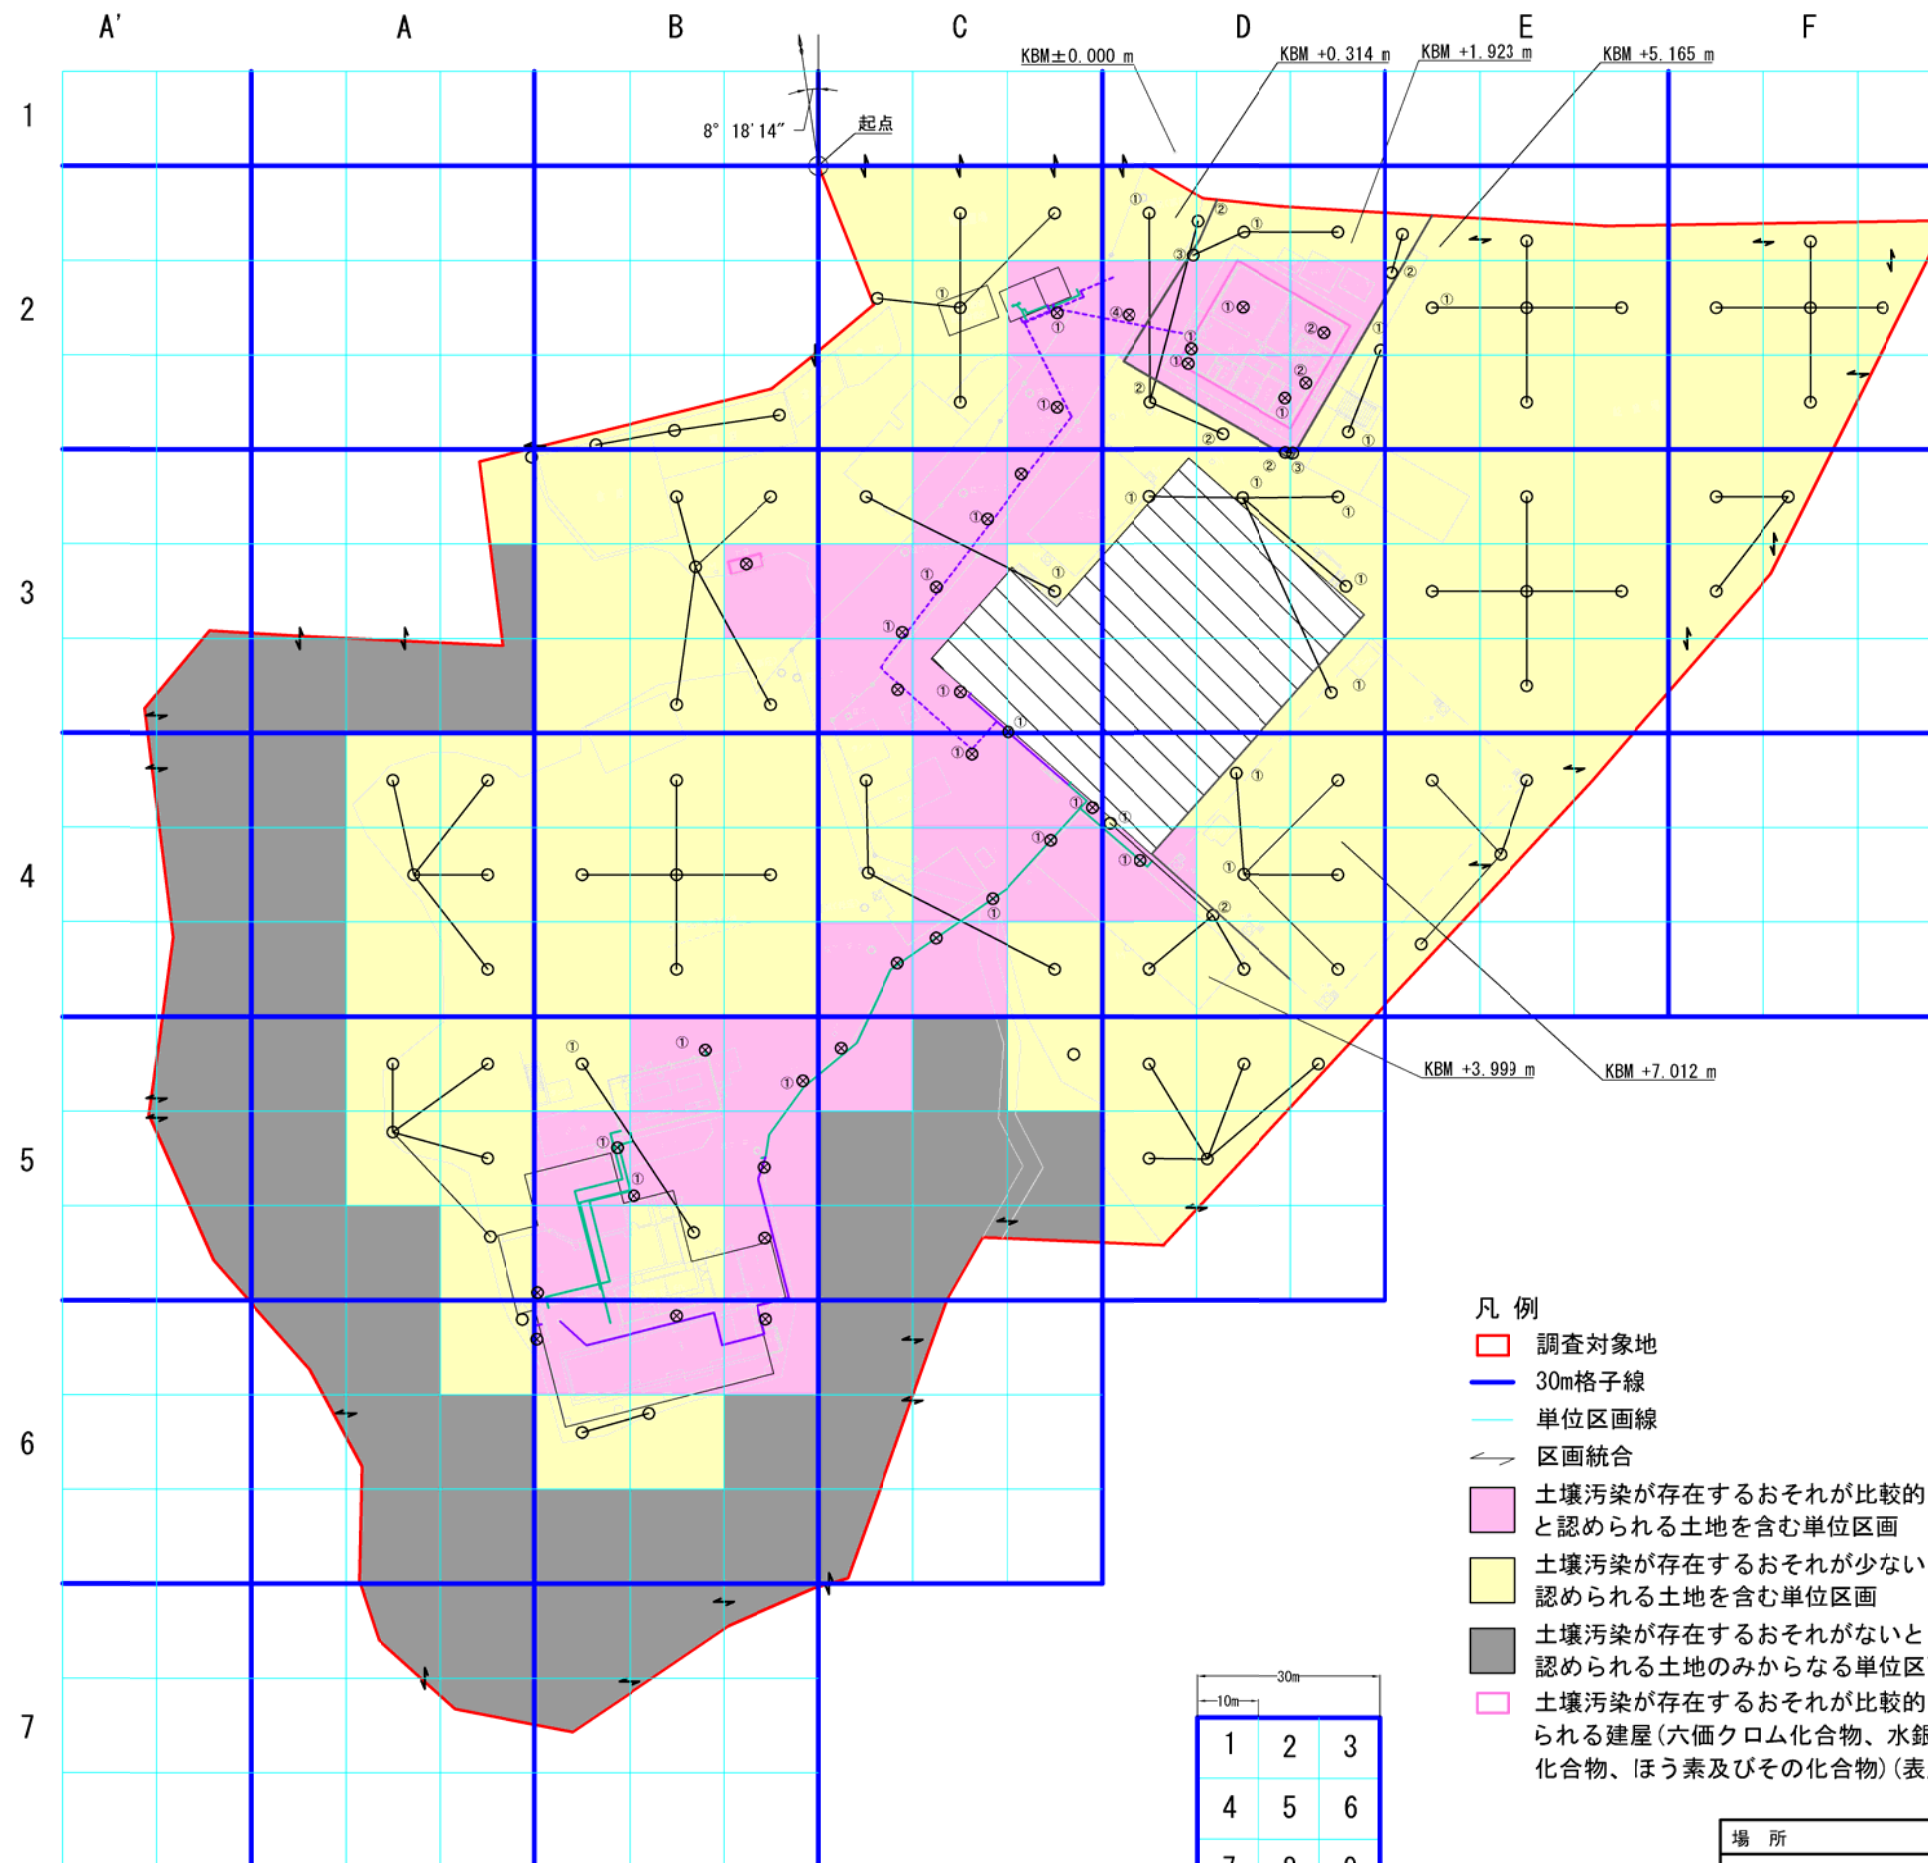 A' A B C D E F
KBM±0.000 m
KBM +0.314 m
KBM +1.923 m
KBM +5.165 m
1
8° 18'14"
起点
2
3
4
KBM +3.999 m
KBM +7.012 m
5
6
7
凡 例
調査対象地
30m格子線
単位区画線
区画統合
土壌汚染が存在するおそれが比較的
と認められる土地を含む単位区画
土壌汚染が存在するおそれが少ない
認められる土地を含む単位区画
土壌汚染が存在するおそれがないと
認められる土地のみからなる単位区
土壌汚染が存在するおそれが比較的
られる建屋(六価クロム化合物、水銀
化合物、ほう素及びその化合物)(表
30m
10m
1 2 3
4 5 6
場 所